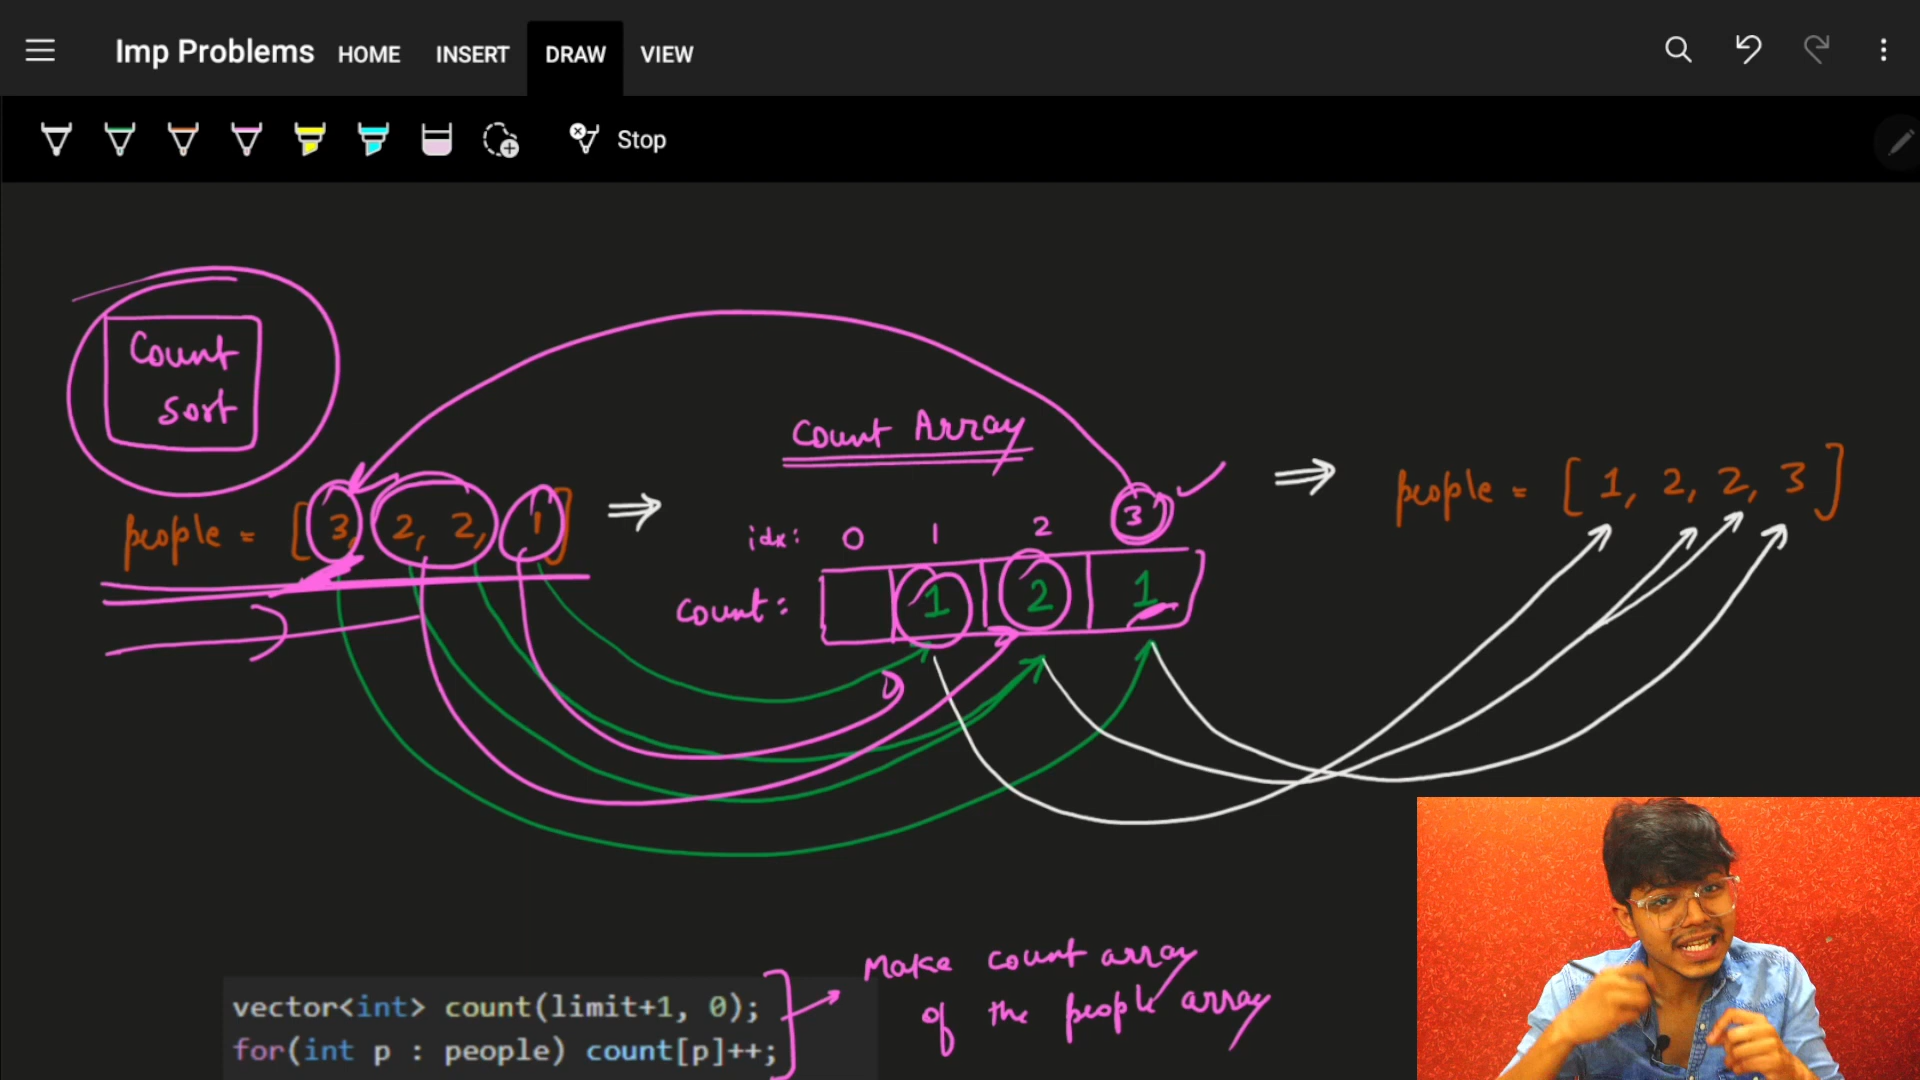 Imp Problems HOME INSERT DRAW VIEW
Stop
Count
Sort
Count Array
people = [3, 2, 2, 1]
idx: 0 1 2 3
count: 1 2 1
people = [1, 2, 2, 3]
Make count array
of the people array
vector<int> count(limit+1, 0);
for(int p : people) count[p]++;